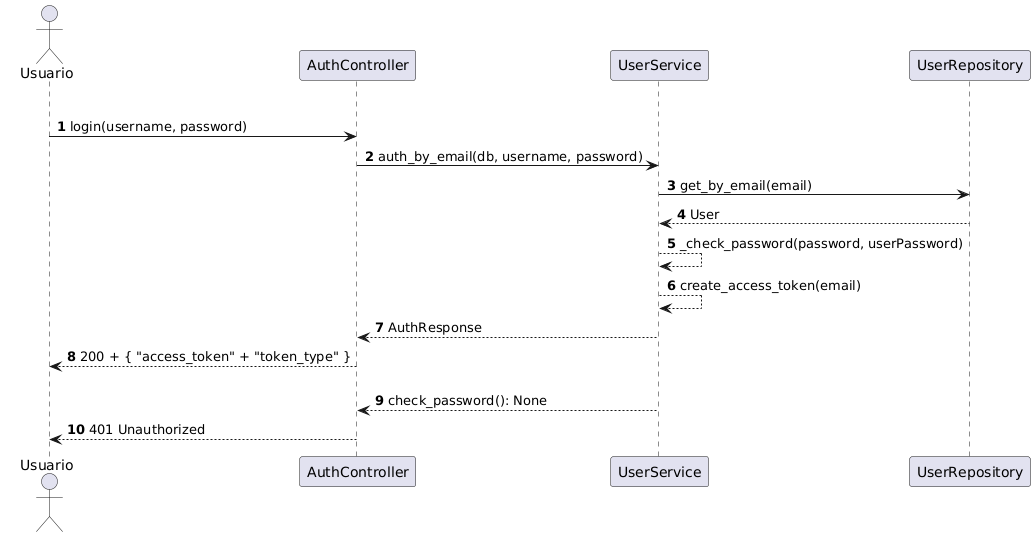 Usuario
AuthController
UserService
UserRepository
1 login(username, password)
2 auth_by_email(db, username, password)
3 get_by_email(email)
4 User
5 _check_password(password, userPassword)
6 create_access_token(email)
7 AuthResponse
8 200 + { "access_token" + "token_type" }
9 check_password(): None
10 401 Unauthorized
Usuario
AuthController
UserService
UserRepository